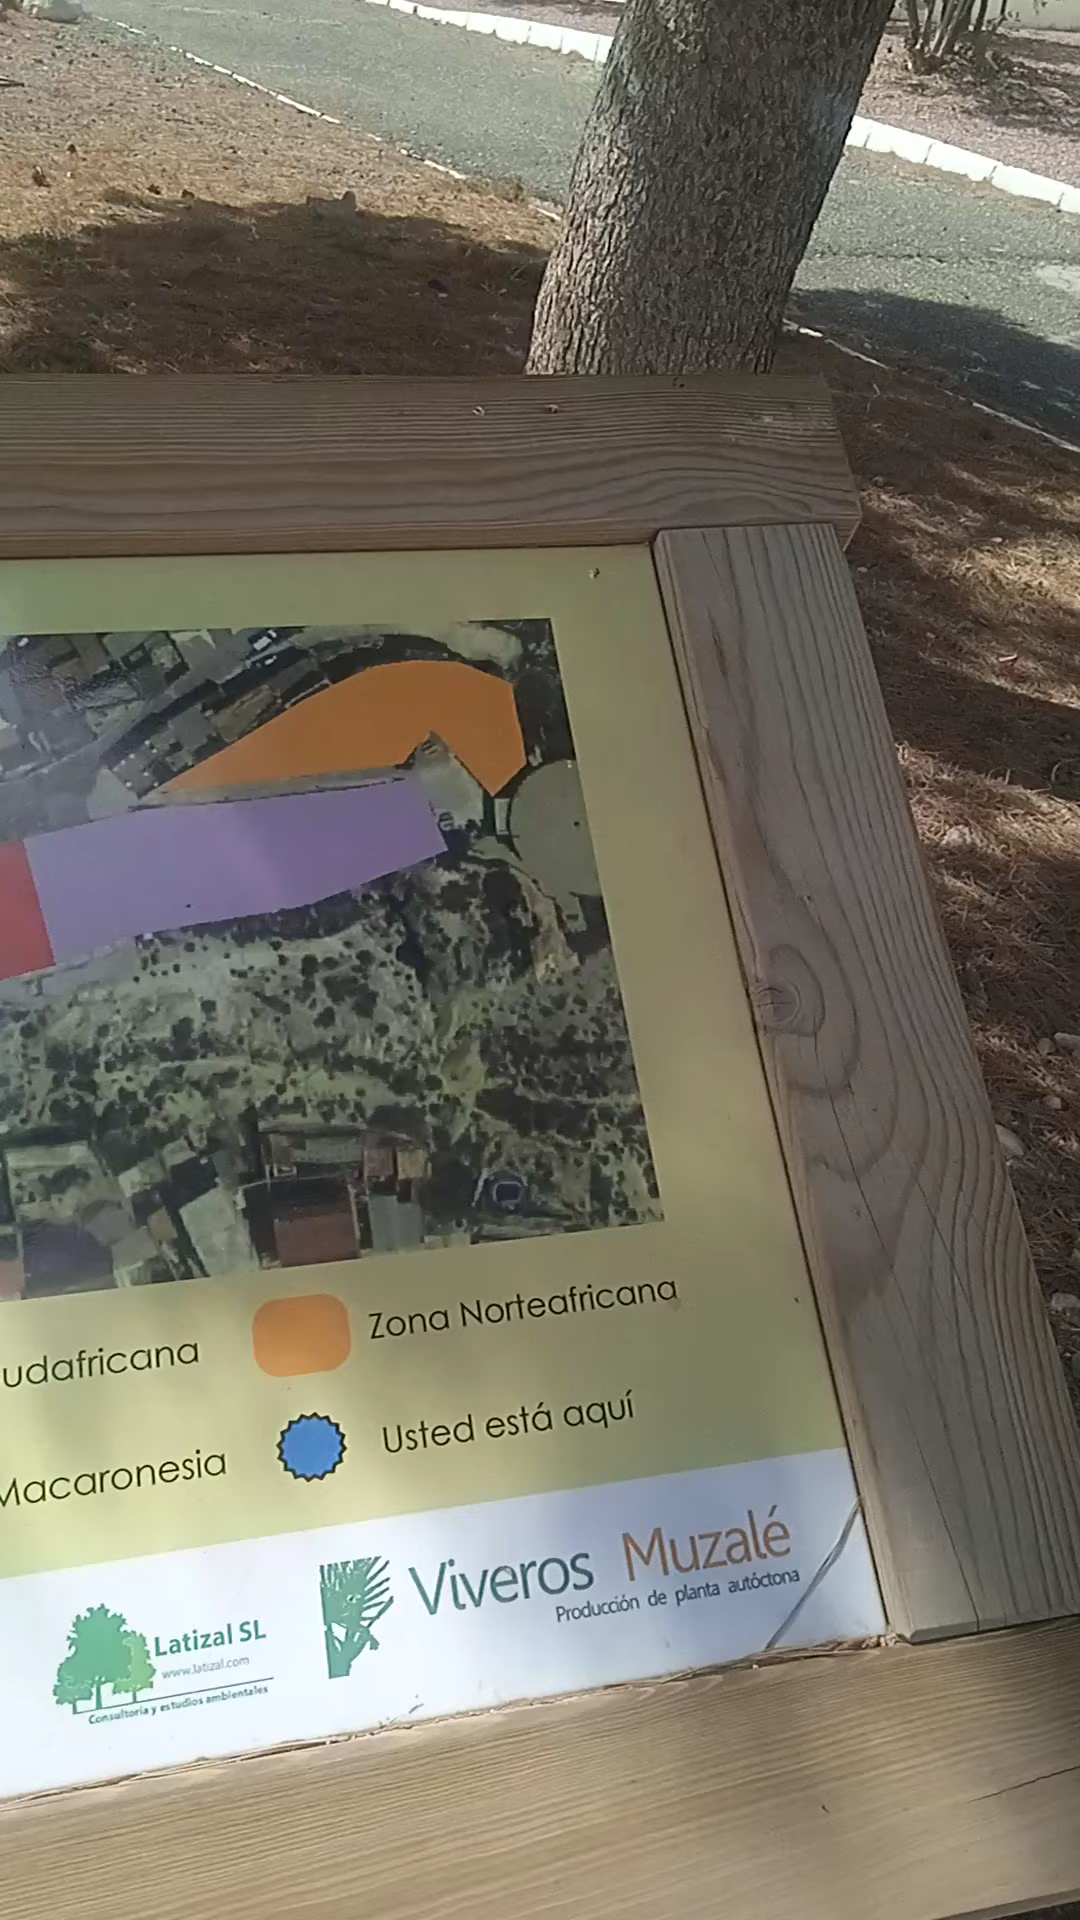 udafricana
Zona Norteafricana
Macaronesia
Usted está aquí
Latizal SL
www.latizal.com
Consultoría y estudios ambientales
Viveros Muzalé
Producción de planta autóctona